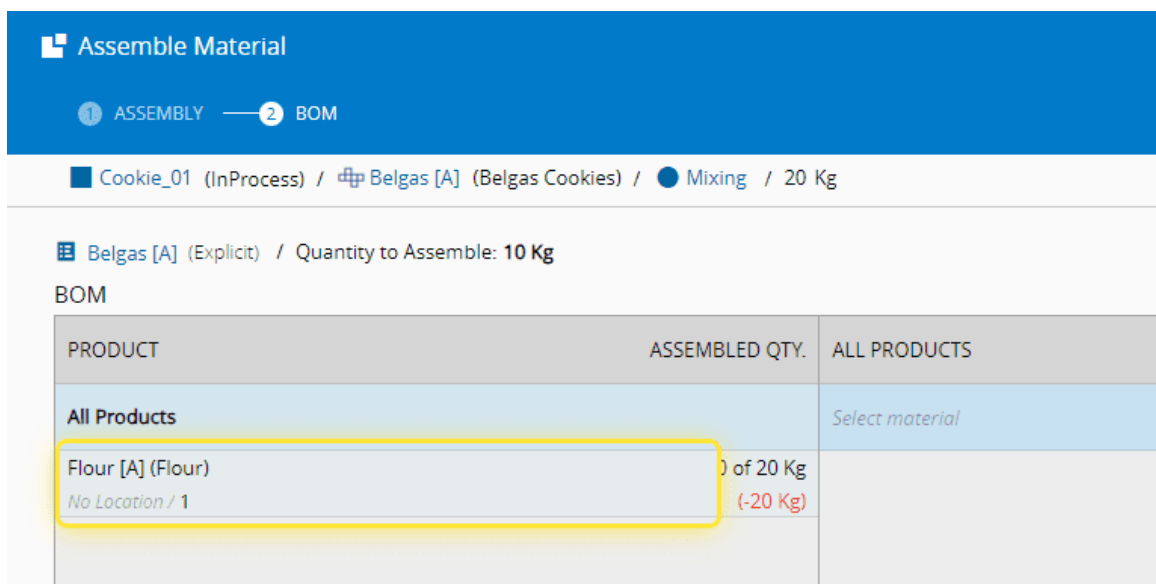 Assemble Material
1 ASSEMBLY 2 BOM
Cookie_01 (InProcess) / Belgas [A] (Belgas Cookies) / Mixing / 20 Kg
Belgas [A] (Explicit) / Quantity to Assemble: 10 Kg
BOM
PRODUCT ASSEMBLED QTY. ALL PRODUCTS
All Products Select material
Flour [A] (Flour) 0 of 20 Kg
No Location / 1 (-20 Kg)